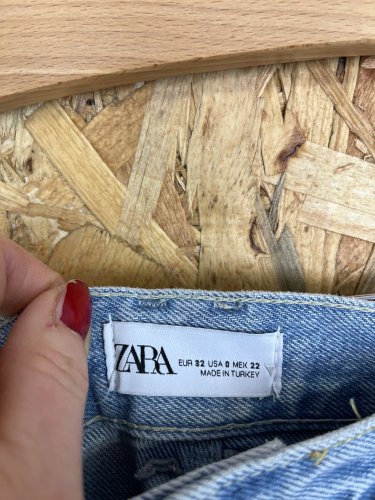 ZARA
EUR 32 USA 0 MEX 22
MADE IN TURKEY